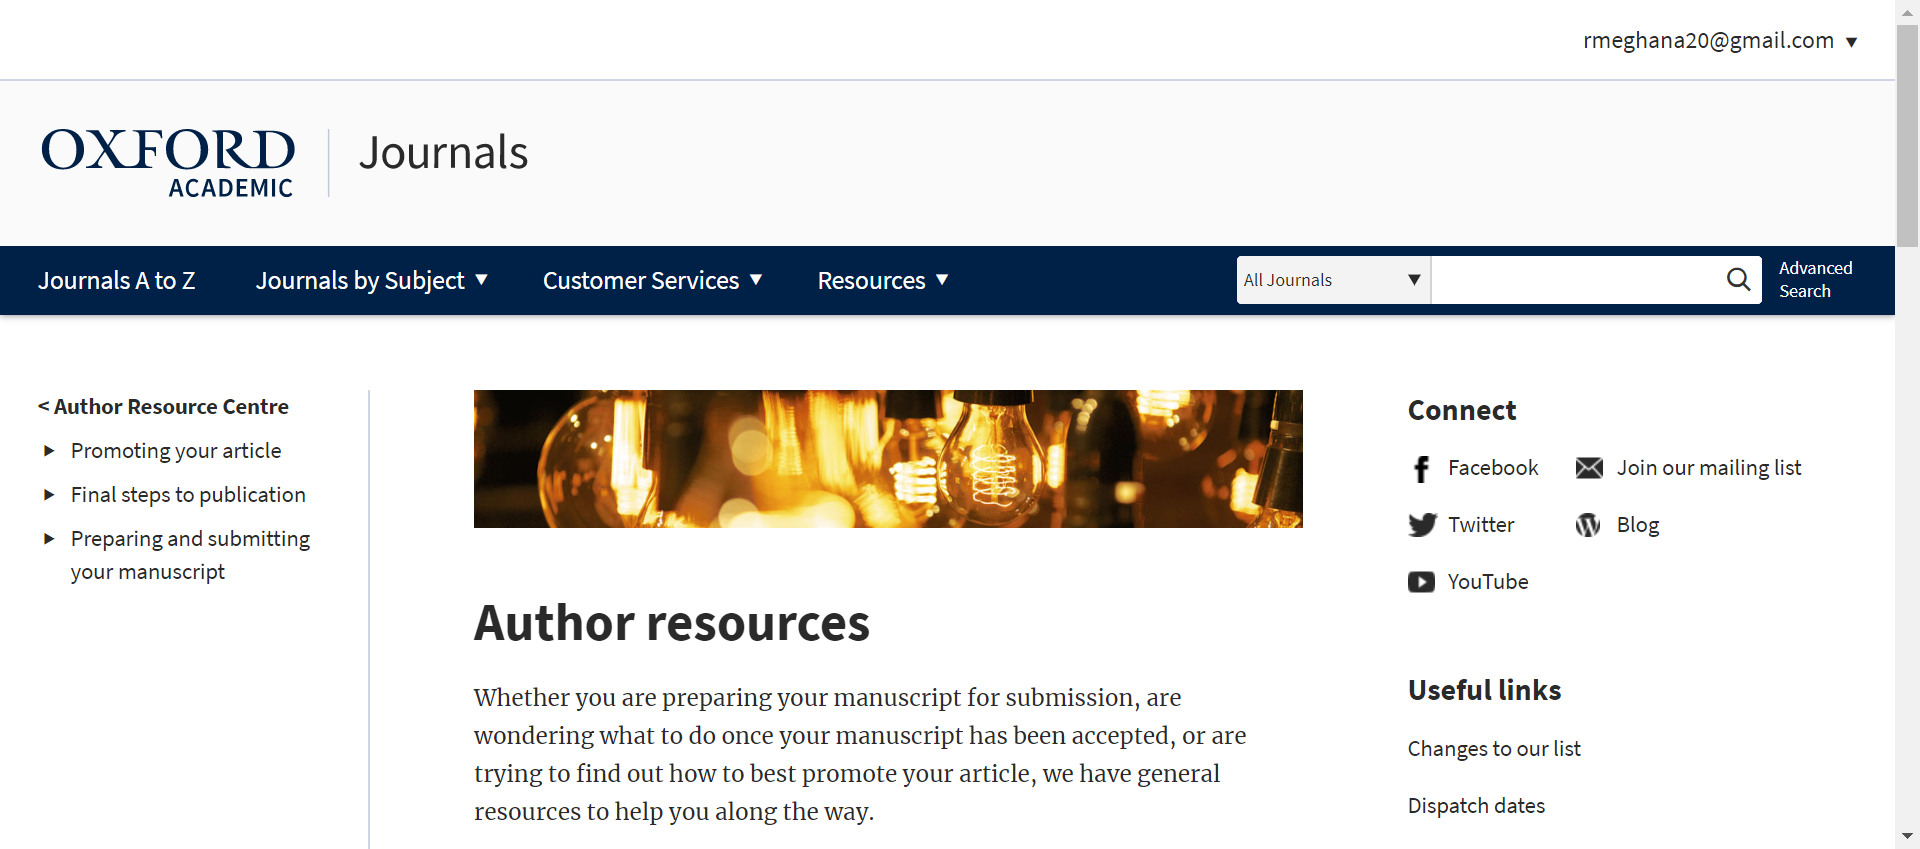 rmeghana20@gmail.com ▼
OXFORD
ACADEMIC
Journals
Journals A to Z
Journals by Subject ▼
Customer Services ▼
Resources ▼
All Journals ▼
Advanced
Search
< Author Resource Centre
Promoting your article
Final steps to publication
Preparing and submitting
your manuscript
Author resources
Whether you are preparing your manuscript for submission, are
wondering what to do once your manuscript has been accepted, or are
trying to find out how to best promote your article, we have general
resources to help you along the way.
Connect
Facebook
Join our mailing list
Twitter
Blog
YouTube
Useful links
Changes to our list
Dispatch dates